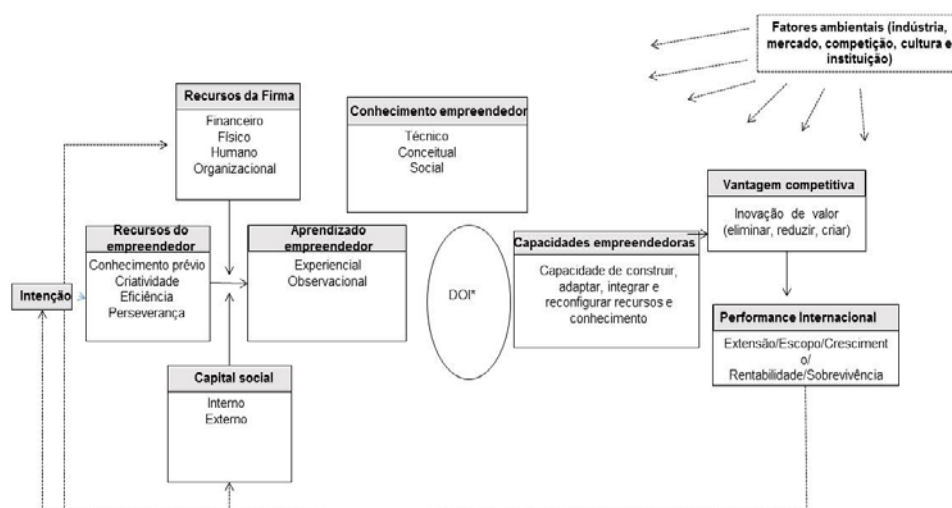 Fatores ambientais (indústria,
mercado, competição, cultura e
instituição)
Recursos da Firma
Financeiro
Físico
Humano
Organizacional
Conhecimento empreendedor
Técnico
Conceitual
Social
Vantagem competitiva
Inovação de valor
(eliminar, reduzir, criar)
Recursos do
empreendedor
Conhecimento prévio
Criatividade
Eficiência
Perseverança
Aprendizado
empreendedor
Experiencial
Observacional
Capacidades empreendedoras
Capacidade de construir,
adaptar, integrar e
reconfigurar recursos e
conhecimento
Intenção
DOI*
Performance Internacional
Extensão/Escopo/Cresciment
o/
Rentabilidade/Sobrevivência
Capital social
Interno
Externo